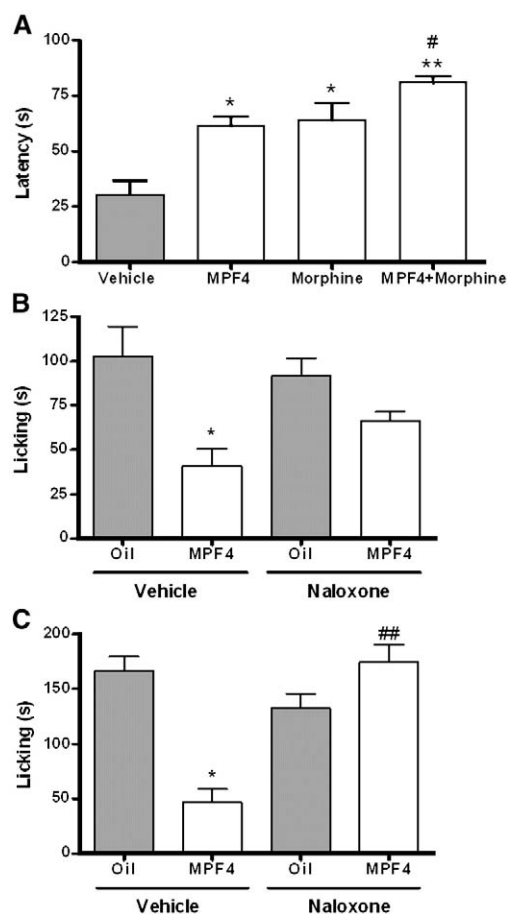 A
Latency (s)
100
75
50
25
0
*
*
#
**
Vehicle MPF4 Morphine MPF4+Morphine
B
Licking (s)
125
100
75
50
25
0
*
Oil MPF4 Oil MPF4
Vehicle Naloxone
C
Licking (s)
200
150
100
50
0
*
##
Oil MPF4 Oil MPF4
Vehicle Naloxone